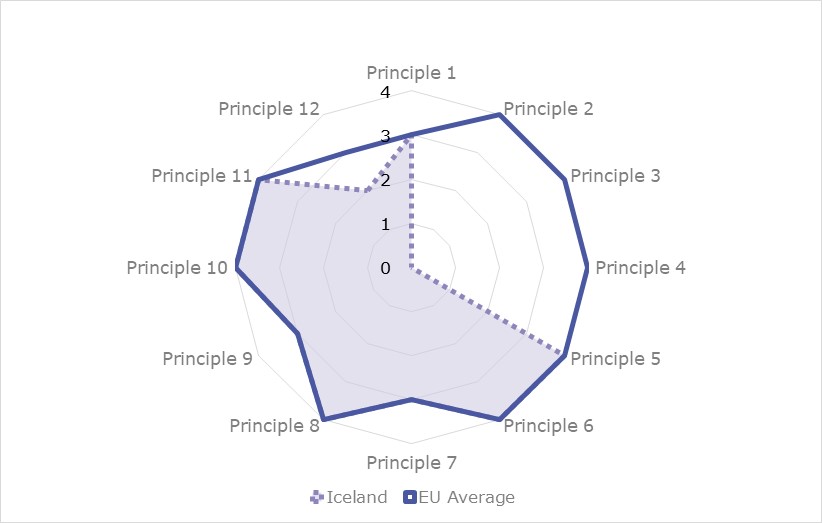 Principle 1
Principle 2
Principle 3
Principle 4
Principle 5
Principle 6
Principle 7
Principle 8
Principle 9
Principle 10
Principle 11
Principle 12
4
3
2
1
0
Iceland
EU Average